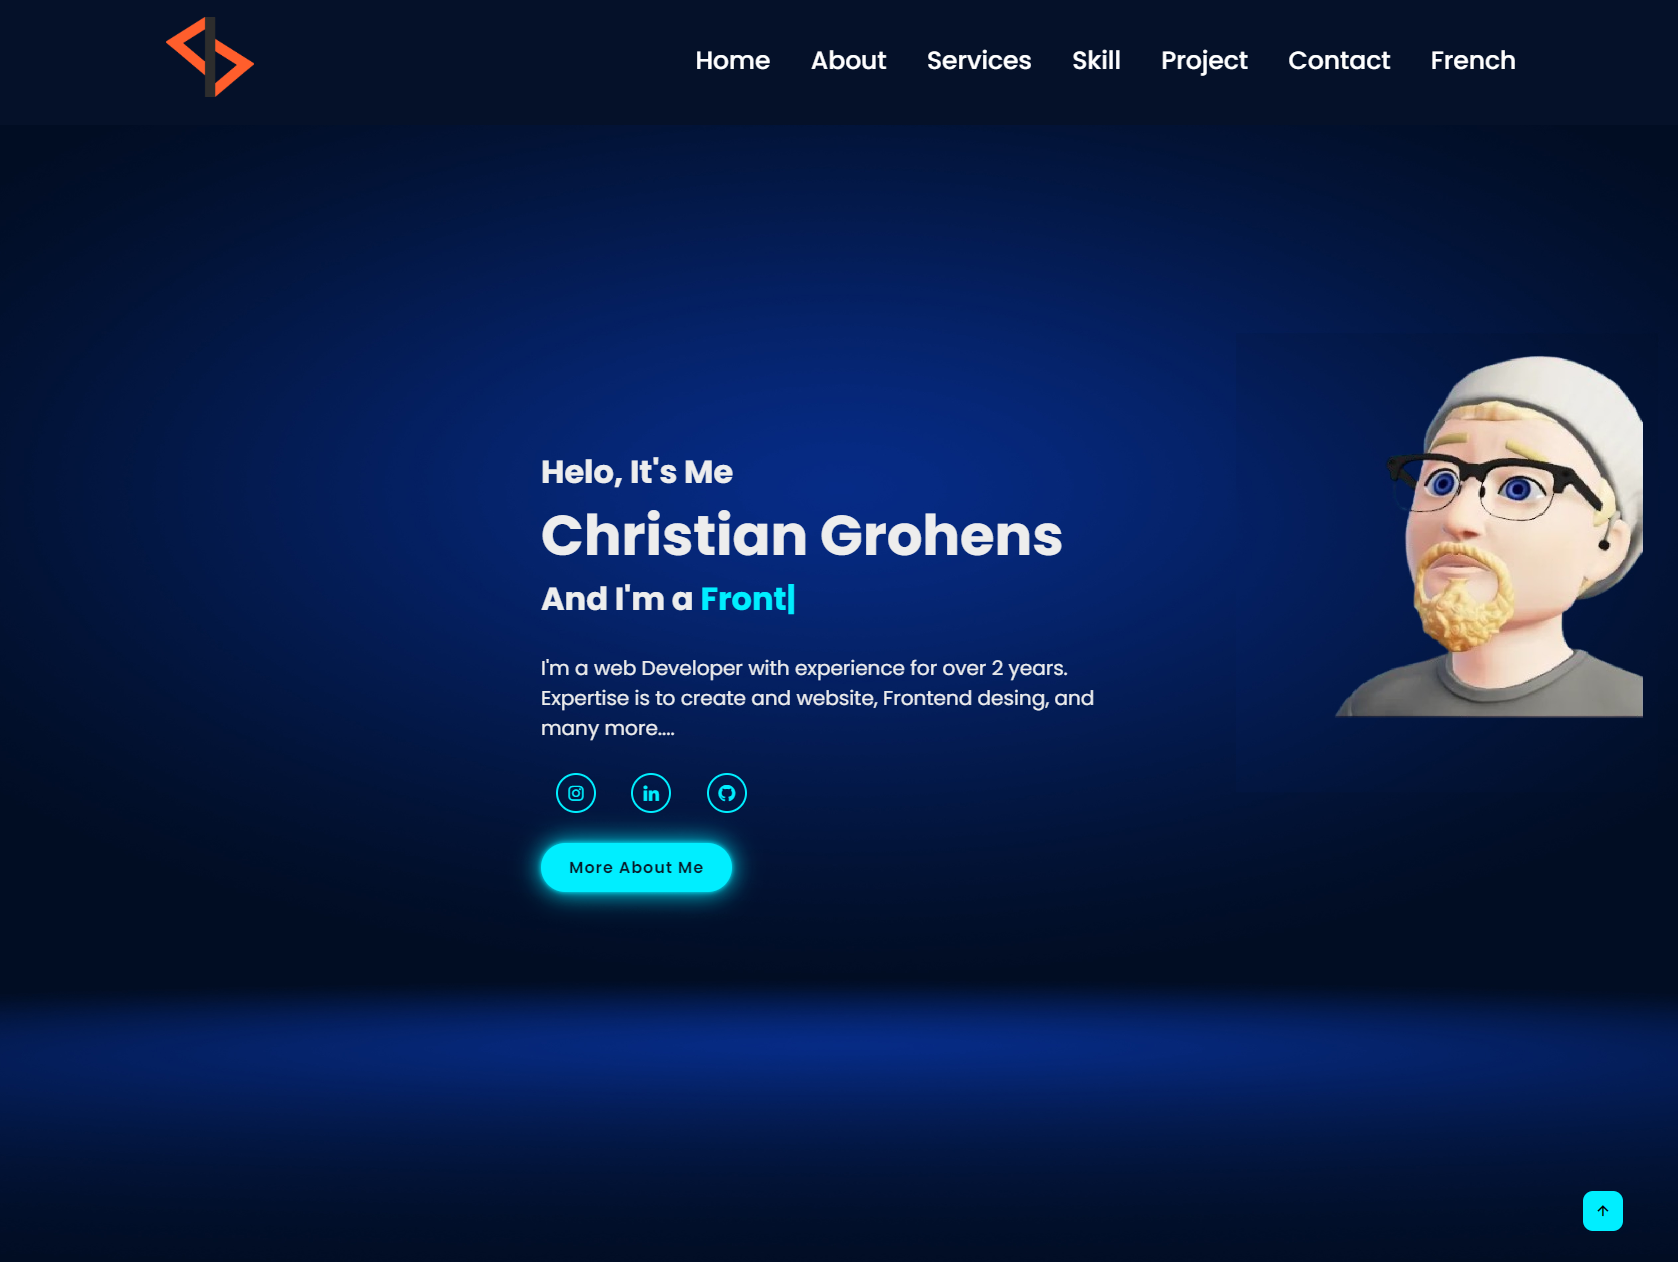 Home About Services Skill Project Contact French
Helo, It's Me
Christian Grohens
And I'm a Front|
I'm a web Developer with experience for over 2 years.
Expertise is to create and website, Frontend desing, and
many more....
in
More About Me